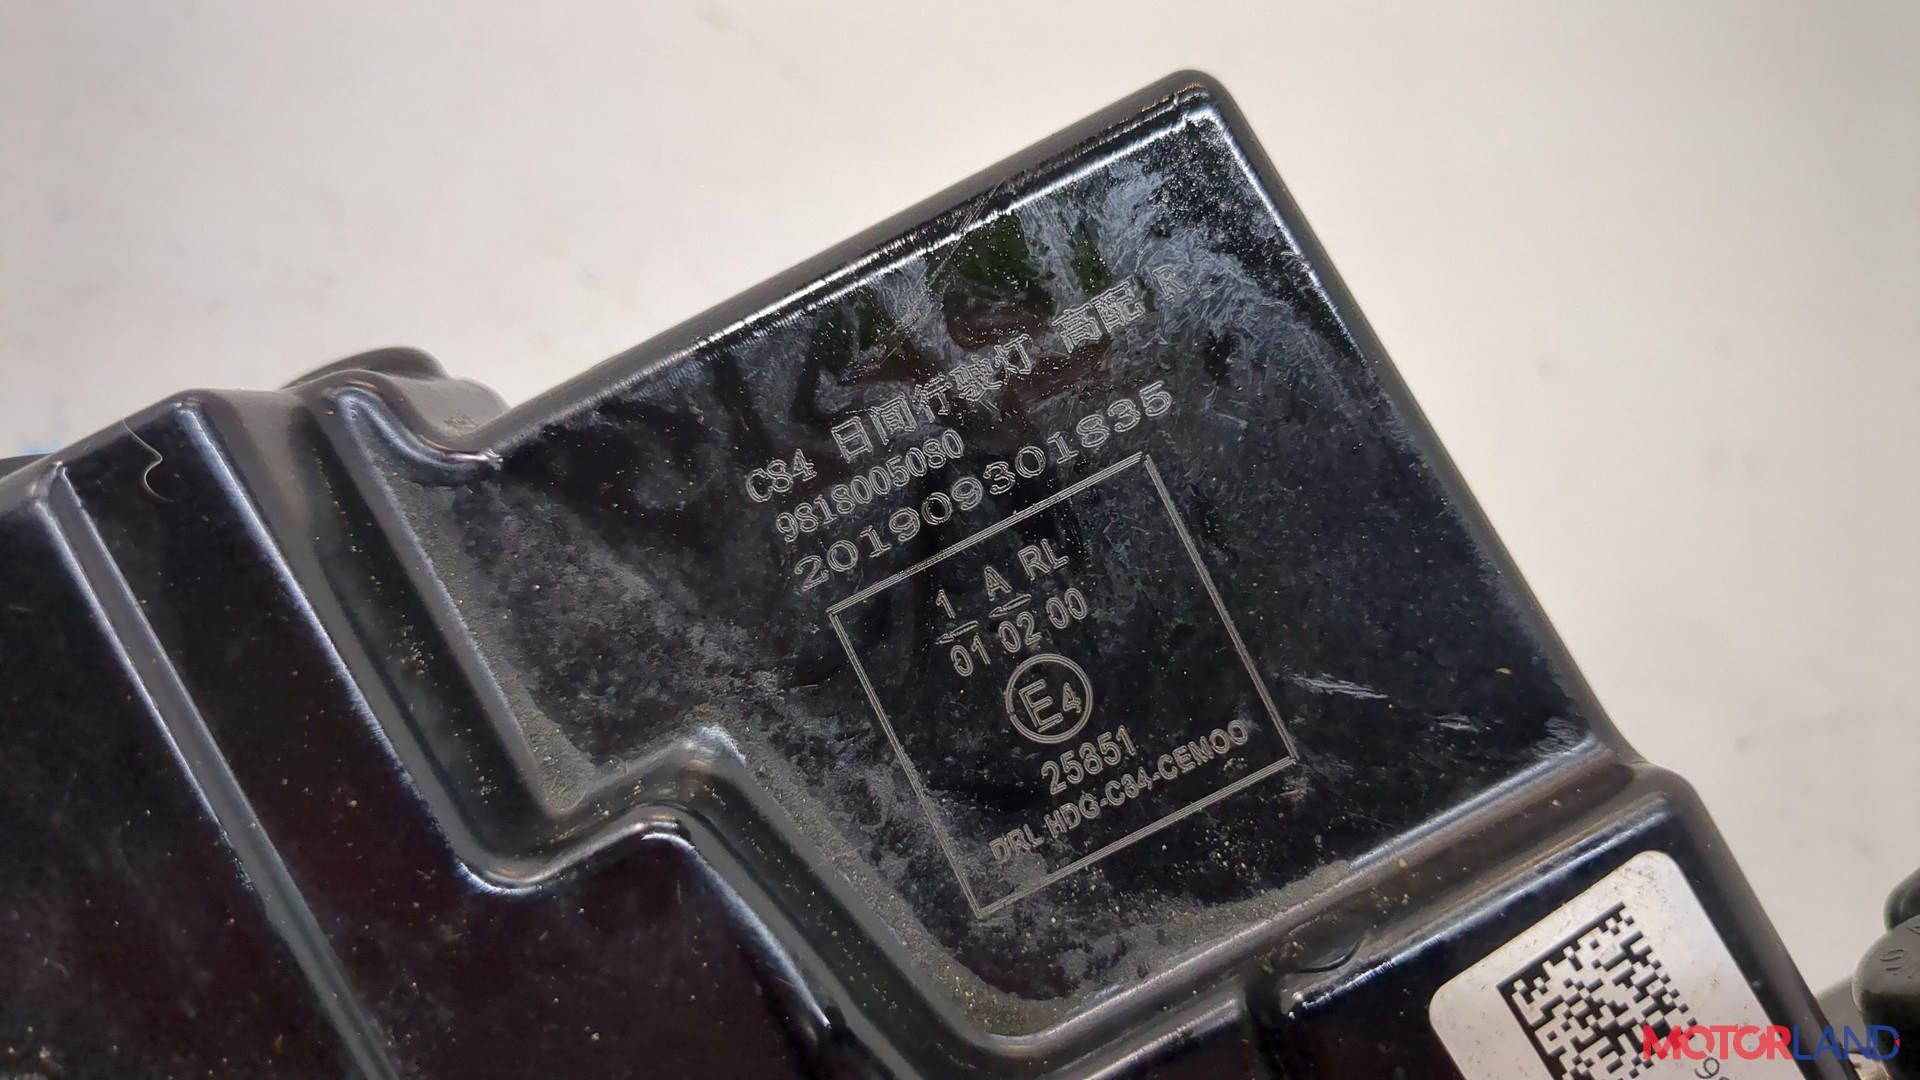 C84 日间行驶灯 高配 R
9818005080
201909301835
1 A RL
01 02 00
E4
25851
DRL HDG-C84-CEM00
MOTORLAND